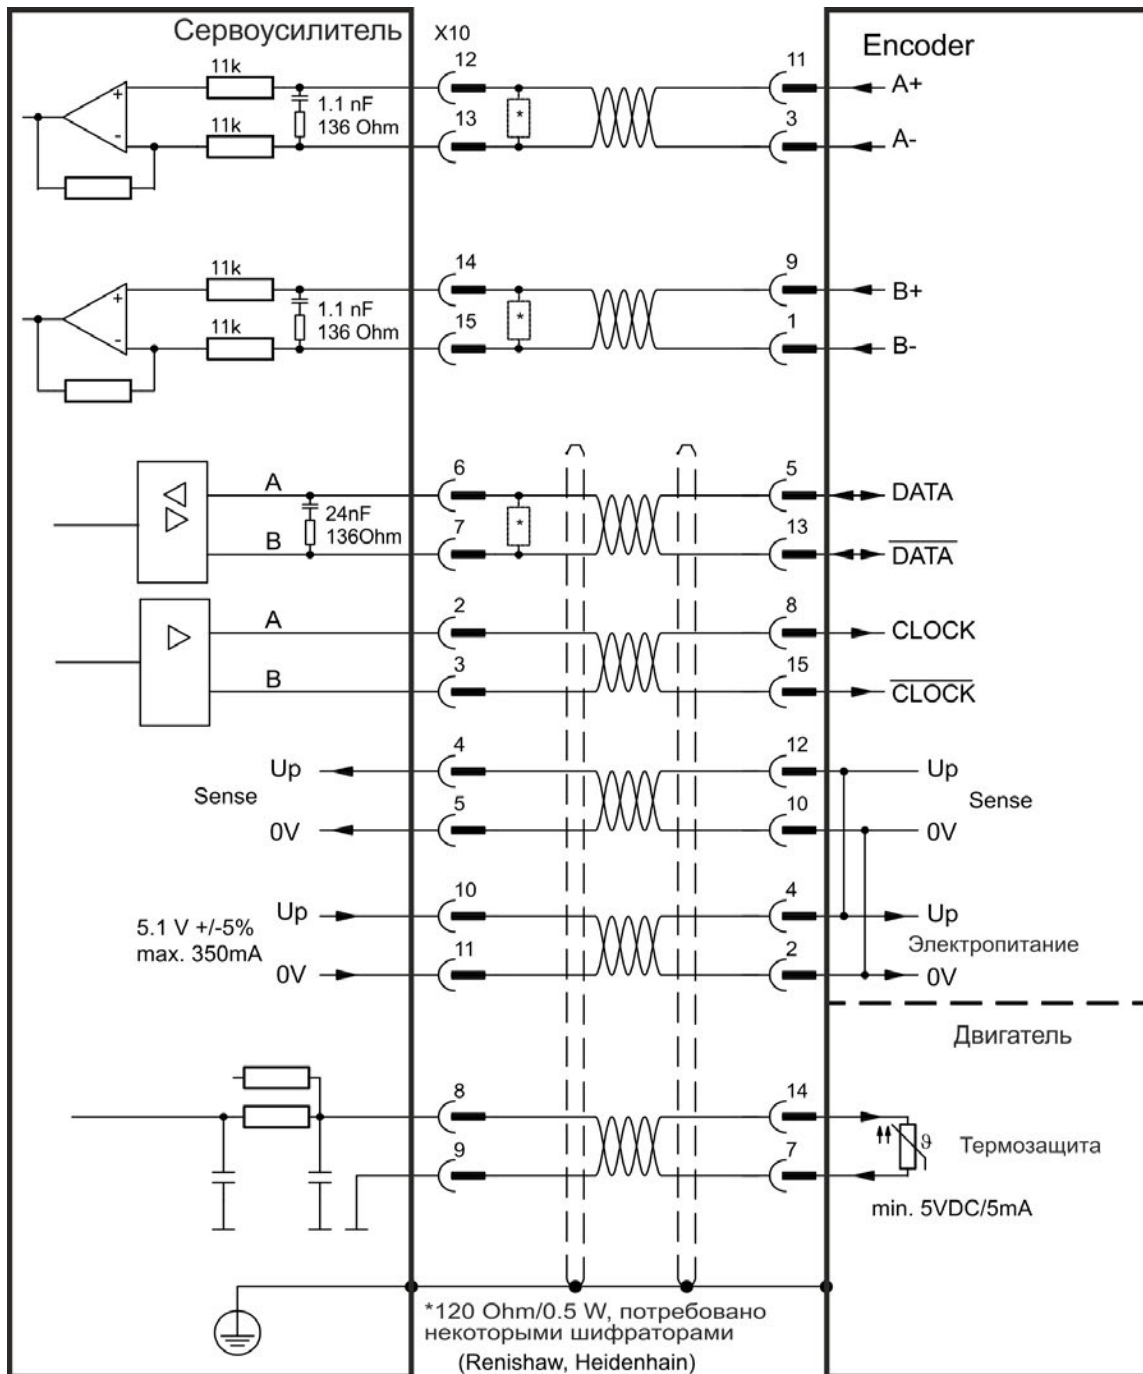 Сервоусилитель
X10
Encoder
11k
12
11
A+
1.1 nF
136 Ohm
*
11k
13
3
A-
+
-
11k
14
9
B+
1.1 nF
136 Ohm
*
11k
15
1
B-
+
-
A
6
5
DATA
24nF
136Ohm
*
B
7
13
DATA
A
2
8
CLOCK
B
3
15
CLOCK
Up
4
12
Up
Sense
Sense
0V
5
10
0V
Up
10
4
Up
5.1 V +/-5%
max. 350mA
Электропитание
0V
11
2
0V
Двигатель
8
14
ϑ
Термозащита
9
7
min. 5VDC/5mA
*120 Ohm/0.5 W, потребовано
некоторыми шифраторами
(Renishaw, Heidenhain)